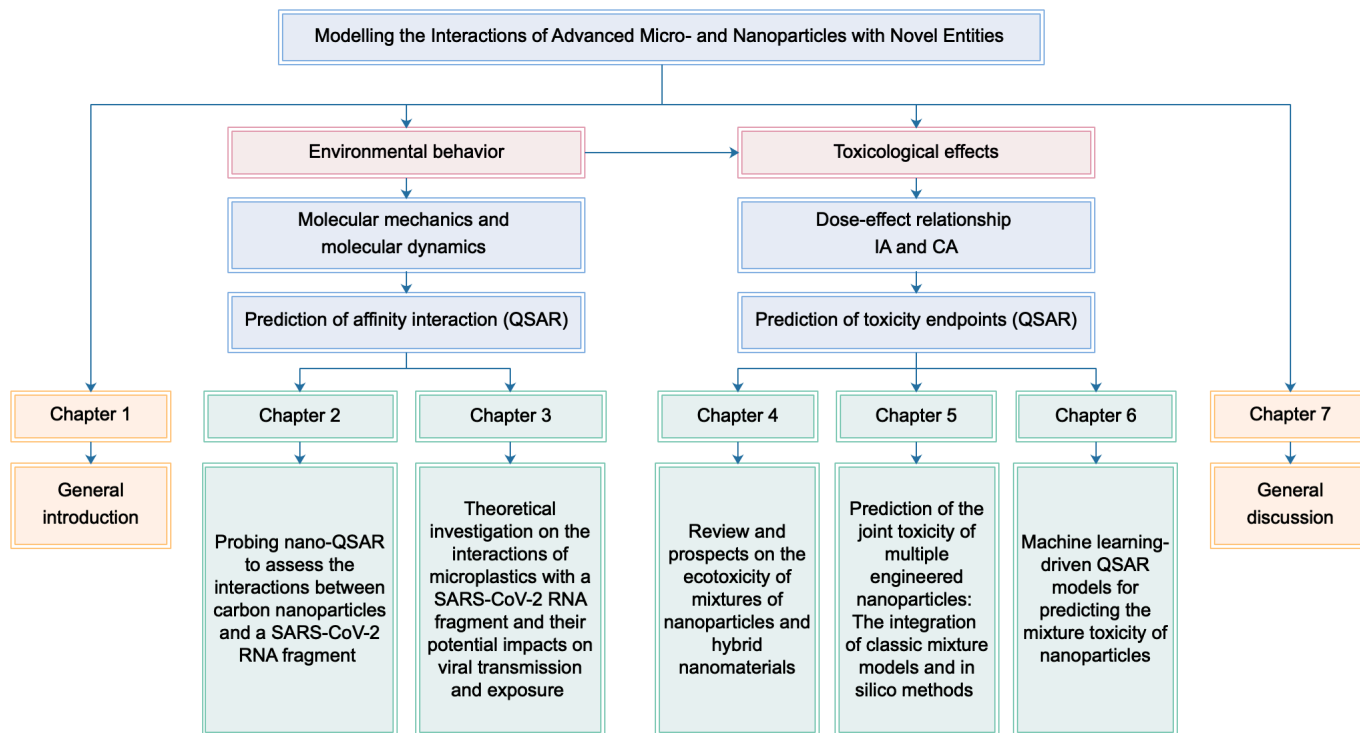 Modelling the Interactions of Advanced Micro- and Nanoparticles with Novel Entities
Environmental behavior
Toxicological effects
Molecular mechanics and
molecular dynamics
Dose-effect relationship
IA and CA
Prediction of affinity interaction (QSAR)
Prediction of toxicity endpoints (QSAR)
Chapter 1
Chapter 2
Chapter 3
Chapter 4
Chapter 5
Chapter 6
Chapter 7
General
introduction
Probing nano-QSAR
to assess the
interactions between
carbon nanoparticles
and a SARS-CoV-2
RNA fragment
Theoretical
investigation on the
interactions of
microplastics with a
SARS-CoV-2 RNA
fragment and their
potential impacts on
viral transmission
and exposure
Review and
prospects on the
ecotoxicity of
mixtures of
nanoparticles and
hybrid
nanomaterials
Prediction of the
joint toxicity of
multiple
engineered
nanoparticles:
The integration
of classic mixture
models and in
silico methods
Machine learning-
driven QSAR
models for
predicting the
mixture toxicity of
nanoparticles
General
discussion